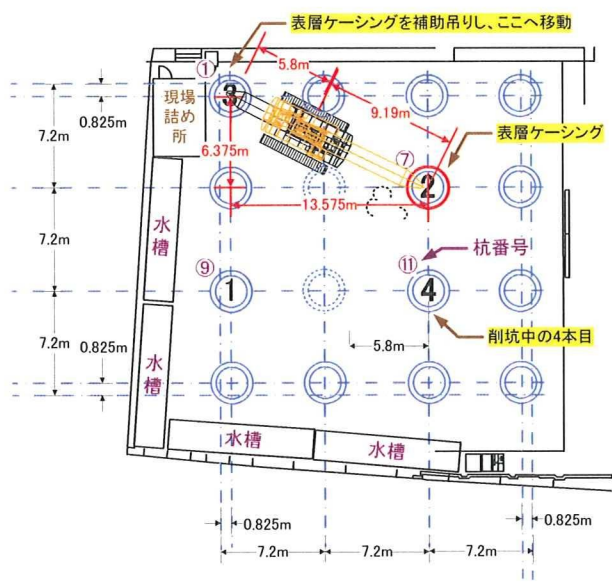 表層ケーシングを補助吊りし、ここへ移動
①
5.8m
3
現場
詰め
所
9.19m
7.2m
0.825m
6.375m
表層ケーシング
⑦
2
13.575m
水槽
7.2m
⑨
1
⑪
4
杭番号
5.8m
削坑中の4本目
7.2m
0.825m
水槽
水槽
水槽
0.825m
0.825m
7.2m
7.2m
7.2m